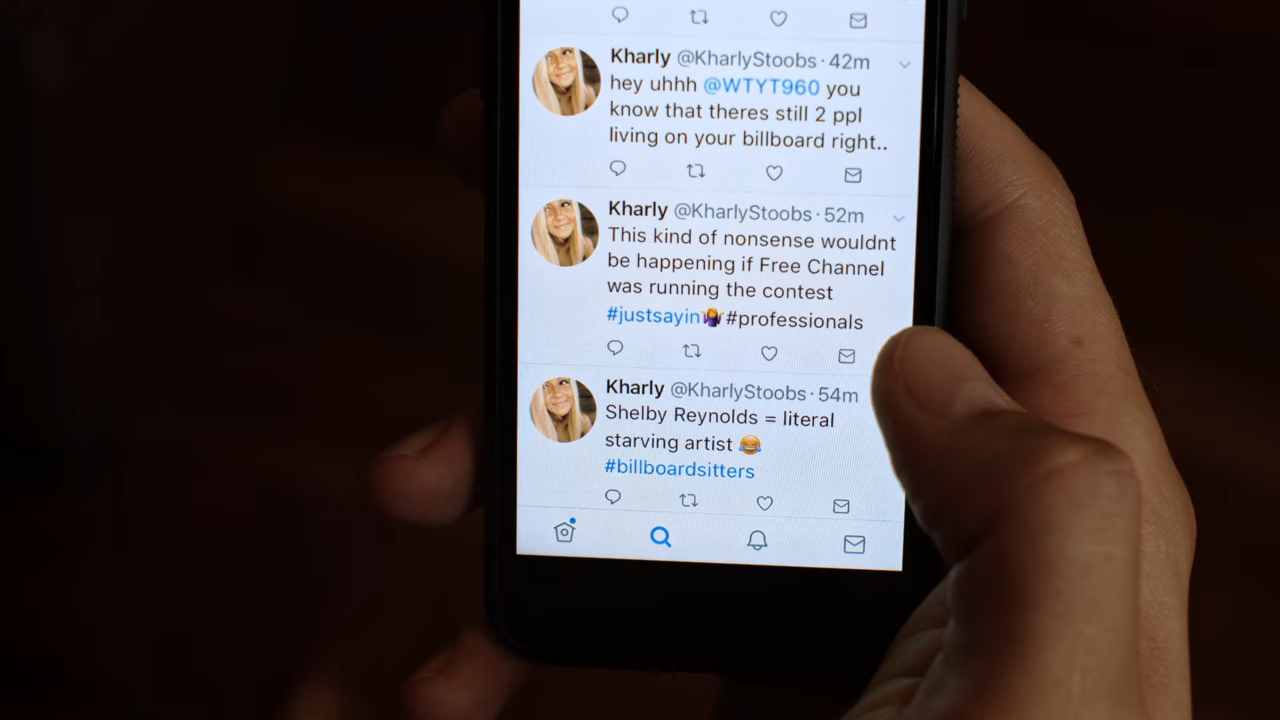 Kharly @KharlyStoobs · 42m
hey uhhh @WTYT960 you
know that theres still 2 ppl
living on your billboard right..
Kharly @KharlyStoobs · 52m
This kind of nonsense wouldnt
be happening if Free Channel
was running the contest
#justsayin🤷‍♀️#professionals
Kharly @KharlyStoobs · 54m
Shelby Reynolds = literal
starving artist 😂
#billboardsitters